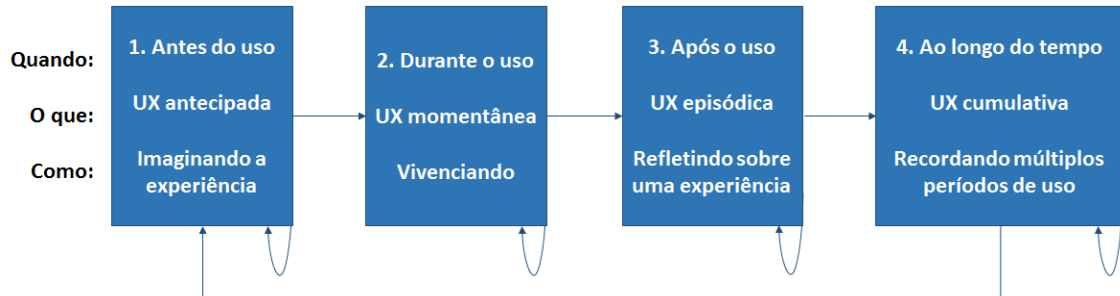 Quando:
O que:
Como:
1. Antes do uso
UX antecipada
Imaginando a
experiência
2. Durante o uso
UX momentânea
Vivenciando
3. Após o uso
UX episódica
Refletindo sobre
uma experiência
4. Ao longo do tempo
UX cumulativa
Recordando múltiplos
períodos de uso